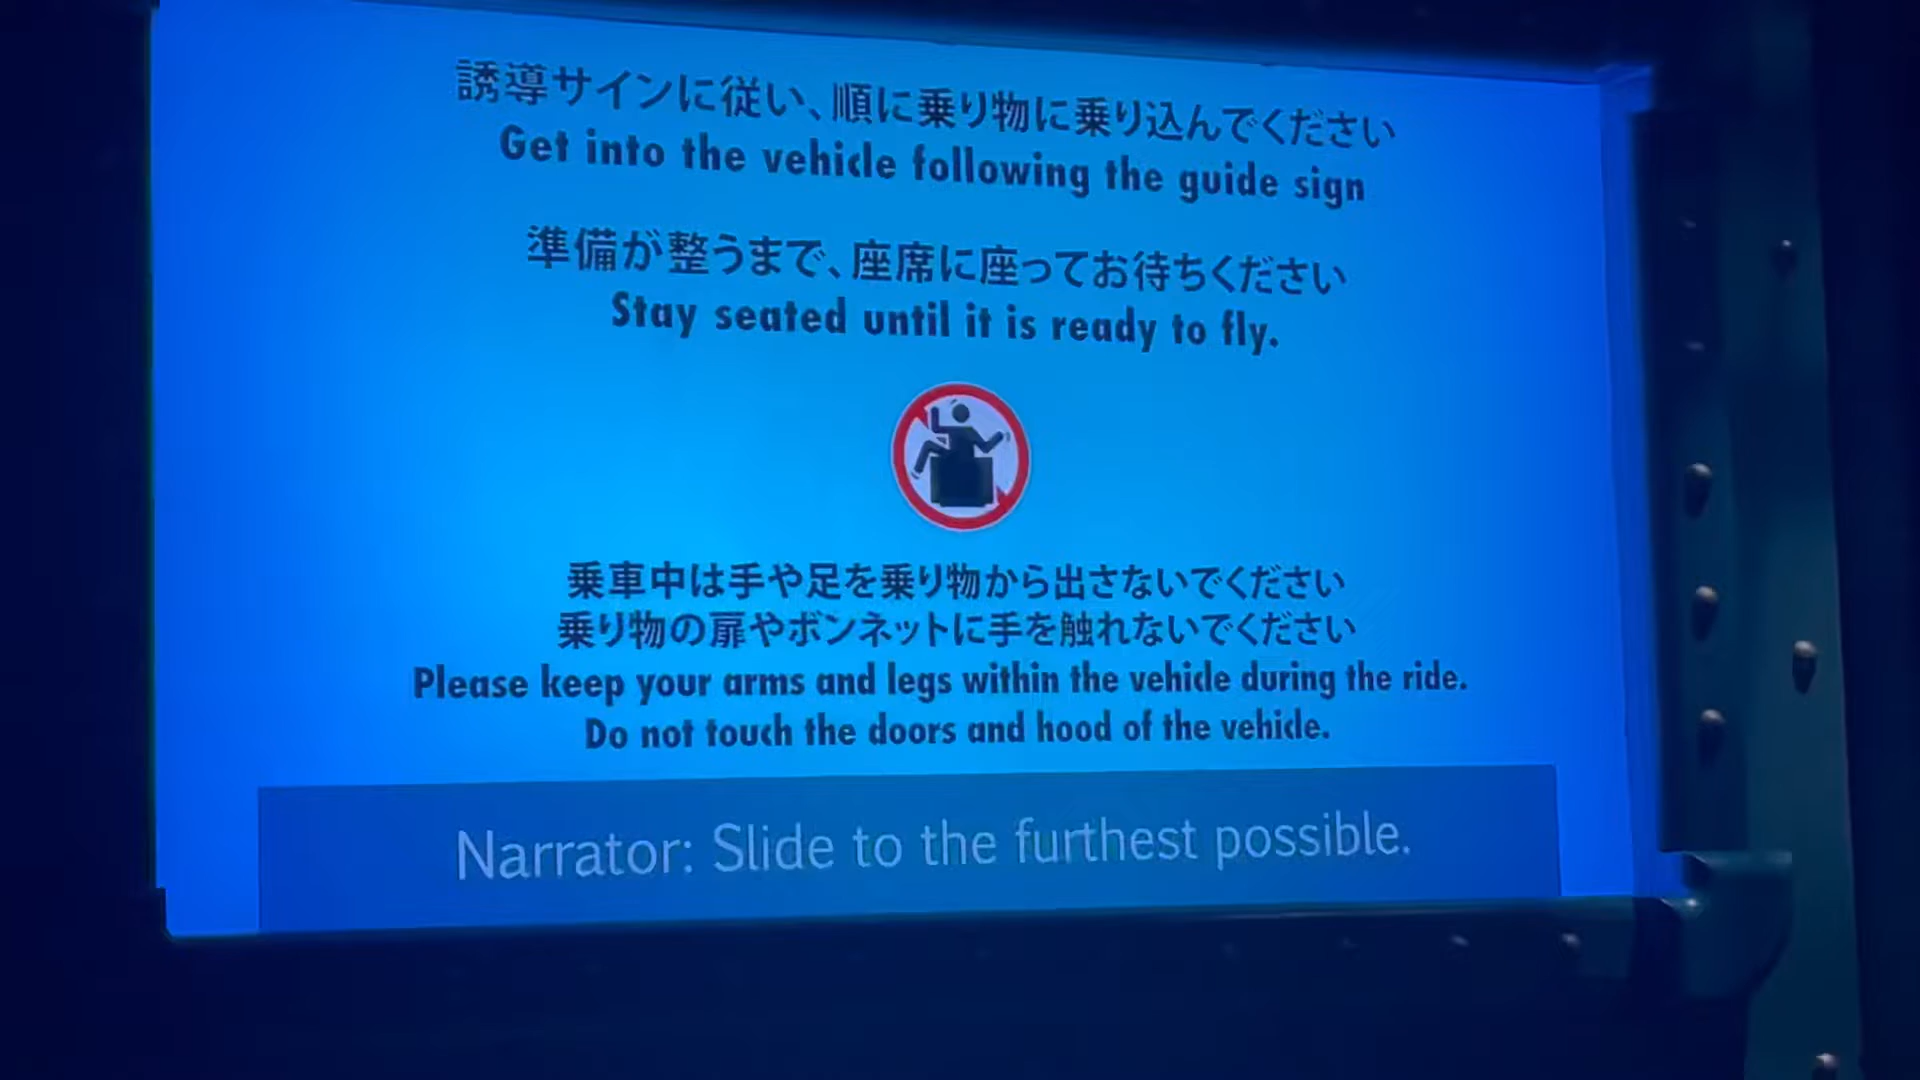 誘導サインに従い、順に乗り物に乗り込んでください
Get into the vehicle following the guide sign
準備が整うまで、座席に座ってお待ちください
Stay seated until it is ready to fly.
乗車中は手や足を乗り物から出さないでください
乗り物の扉やボンネットに手を触れないでください
Please keep your arms and legs within the vehicle during the ride.
Do not touch the doors and hood of the vehicle.
Narrator: Slide to the furthest possible.